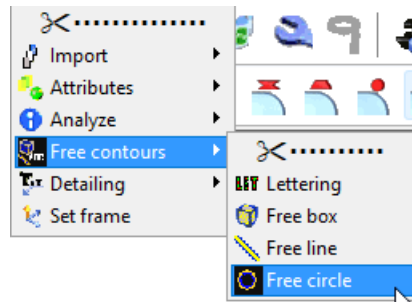 Import
Attributes
Analyze
Free contours
Detailing
Set frame
Lettering
Free box
Free line
Free circle